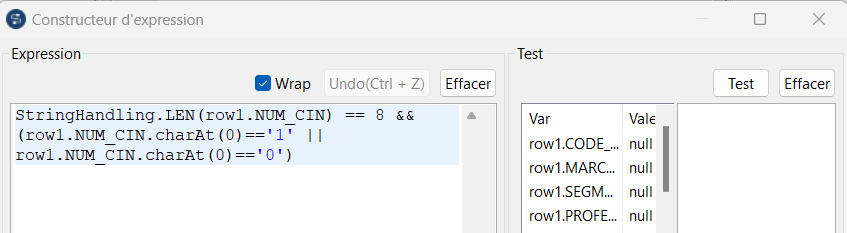 Constructeur d'expression
Expression
Wrap
Undo(Ctrl + Z)
Effacer
StringHandling.LEN(row1.NUM_CIN) == 8 &&
(row1.NUM_CIN.charAt(0)=='1' ||
row1.NUM_CIN.charAt(0)=='0')
Test
Test
Effacer
Var Vale
row1.CODE_... null
row1.MARC... null
row1.SEGM... null
row1.PROFE... null